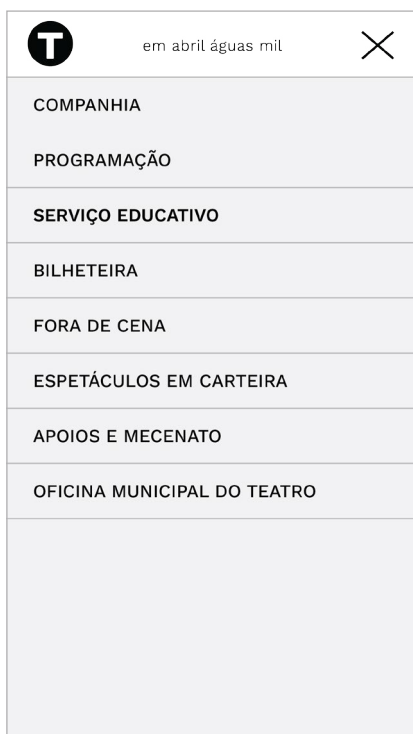 T
em abril águas mil
COMPANHIA
PROGRAMAÇÃO
SERVIÇO EDUCATIVO
BILHETEIRA
FORA DE CENA
ESPETÁCULOS EM CARTEIRA
APOIOS E MECENATO
OFICINA MUNICIPAL DO TEATRO